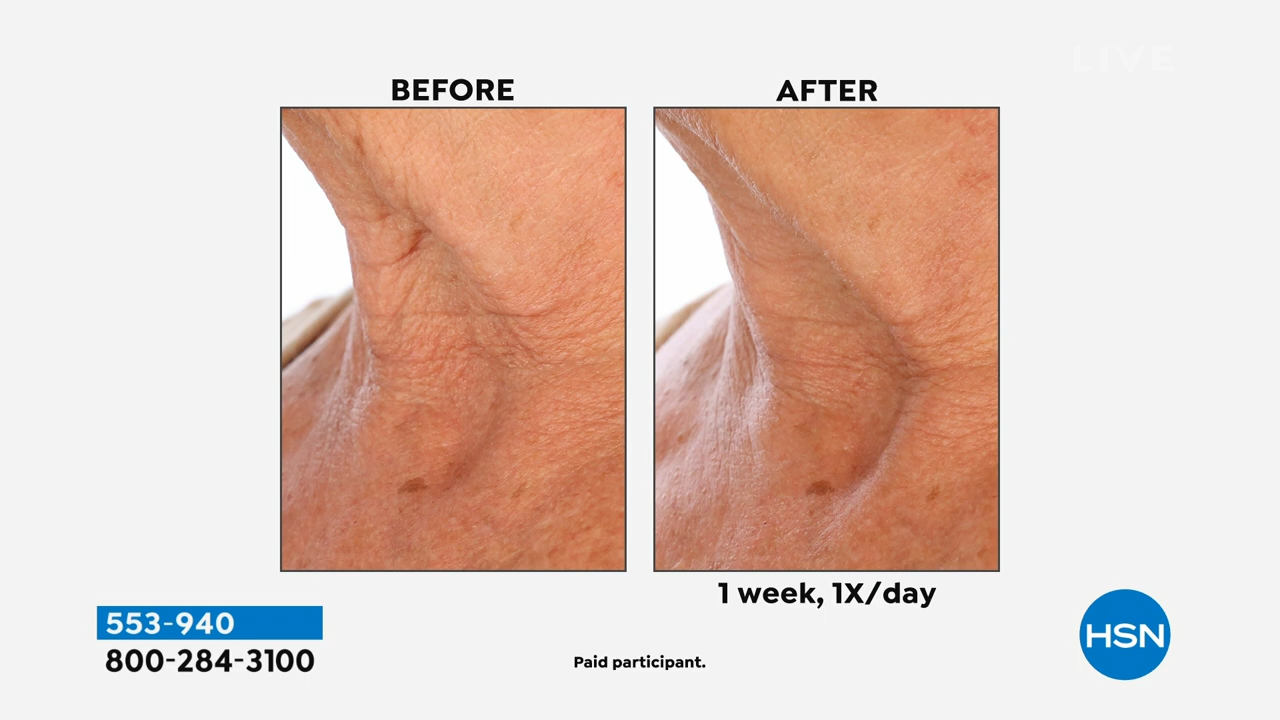 LIVE
BEFORE
AFTER
1 week, 1X/day
553-940
800-284-3100
Paid participant.
HSN